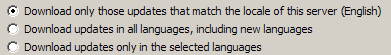 Download only those updates that match the locale of this server (English)
Download updates in all languages, including new languages
Download updates only in the selected languages